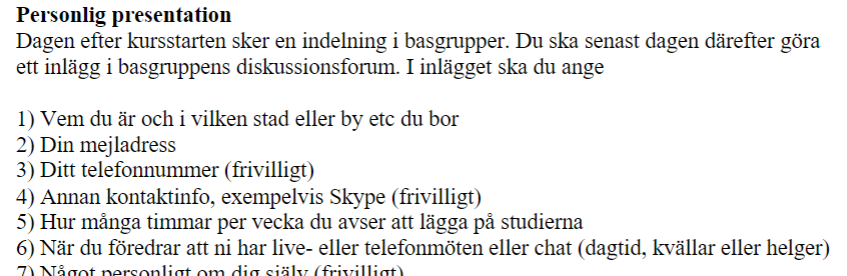 Personlig presentation
Dagen efter kursstarten sker en indelning i basgrupper. Du ska senast dagen därefter göra
ett inlägg i basgruppens diskussionsforum. I inlägget ska du ange
1) Vem du är och i vilken stad eller by etc du bor
2) Din mejladress
3) Ditt telefonnummer (frivilligt)
4) Annan kontaktinfo, exempelvis Skype (frivilligt)
5) Hur många timmar per vecka du avser att lägga på studierna
6) När du föredrar att ni har live- eller telefonmöten eller chat (dagtid, kvällar eller helger)
7) Något personligt om dig själv (frivilligt)